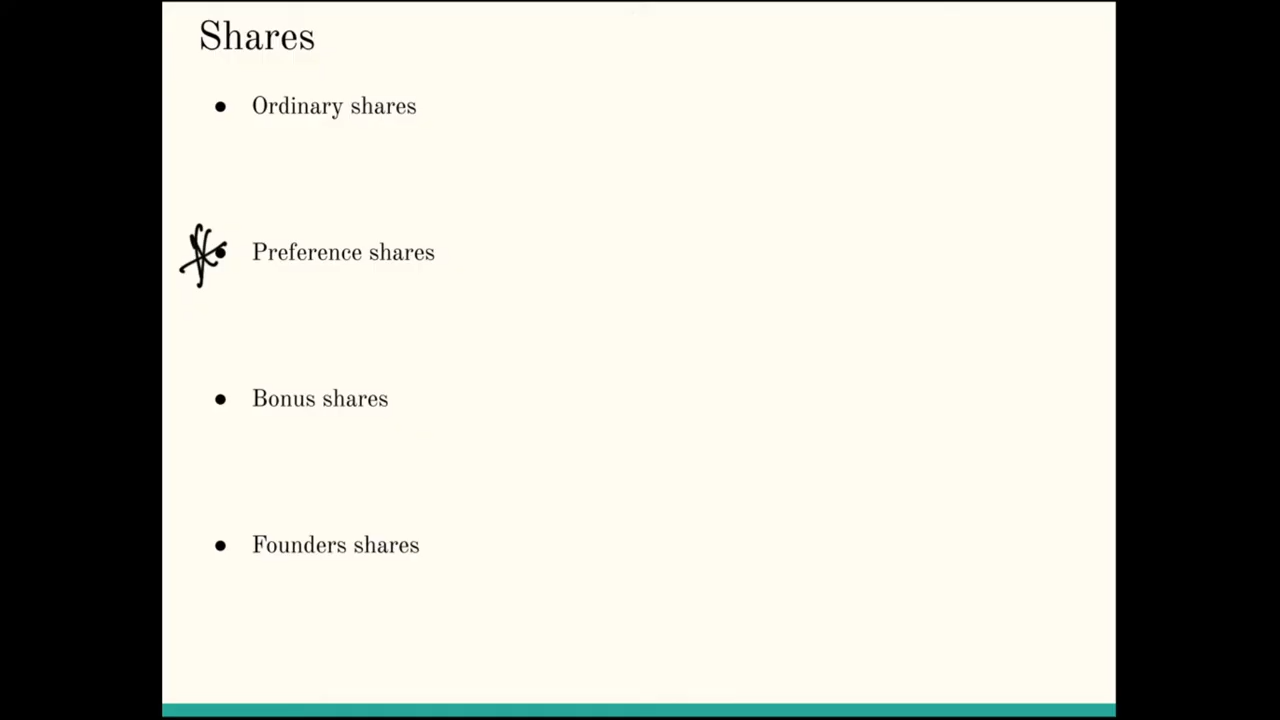 Shares
● Ordinary shares
● Preference shares
● Bonus shares
● Founders shares